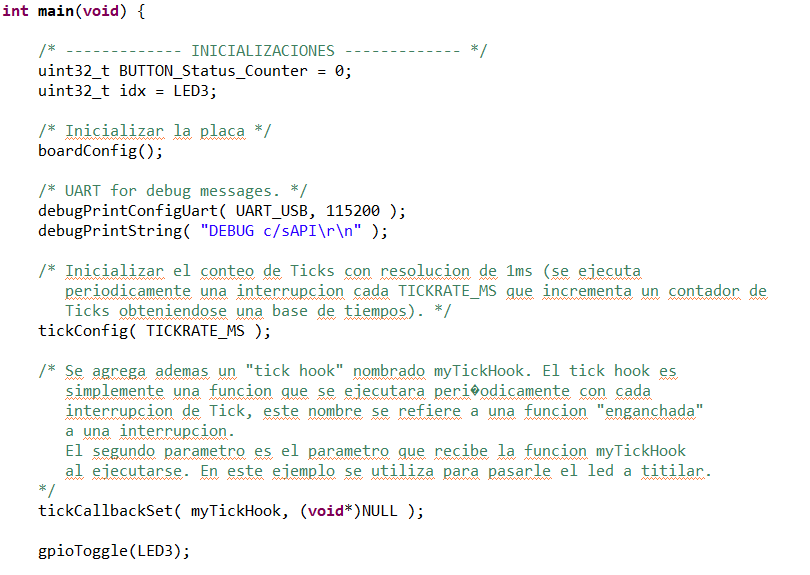 int main(void) {
/* ------------- INICIALIZACIONES ------------- */
uint32_t BUTTON_Status_Counter = 0;
uint32_t idx = LED3;
/* Inicializar la placa */
boardConfig();
/* UART for debug messages. */
debugPrintConfigUart( UART_USB, 115200 );
debugPrintString( "DEBUG c/sAPI\r\n" );
/* Inicializar el conteo de Ticks con resolucion de 1ms (se ejecuta
periodicamente una interrupcion cada TICKRATE_MS que incrementa un contador de
Ticks obteniendose una base de tiempos). */
tickConfig( TICKRATE_MS );
/* Se agrega ademas un "tick hook" nombrado myTickHook. El tick hook es
simplemente una funcion que se ejecutara peri�odicamente con cada
interrupcion de Tick, este nombre se refiere a una funcion "enganchada"
a una interrupcion.
El segundo parametro es el parametro que recibe la funcion myTickHook
al ejecutarse. En este ejemplo se utiliza para pasarle el led a titilar.
*/
tickCallbackSet( myTickHook, (void*)NULL );
gpioToggle(LED3);